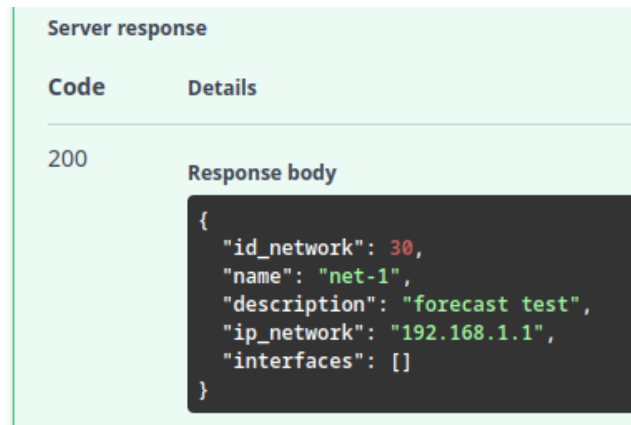 Server response
Code Details
200
Response body
{
  "id_network": 30,
  "name": "net-1",
  "description": "forecast test",
  "ip_network": "192.168.1.1",
  "interfaces": []
}